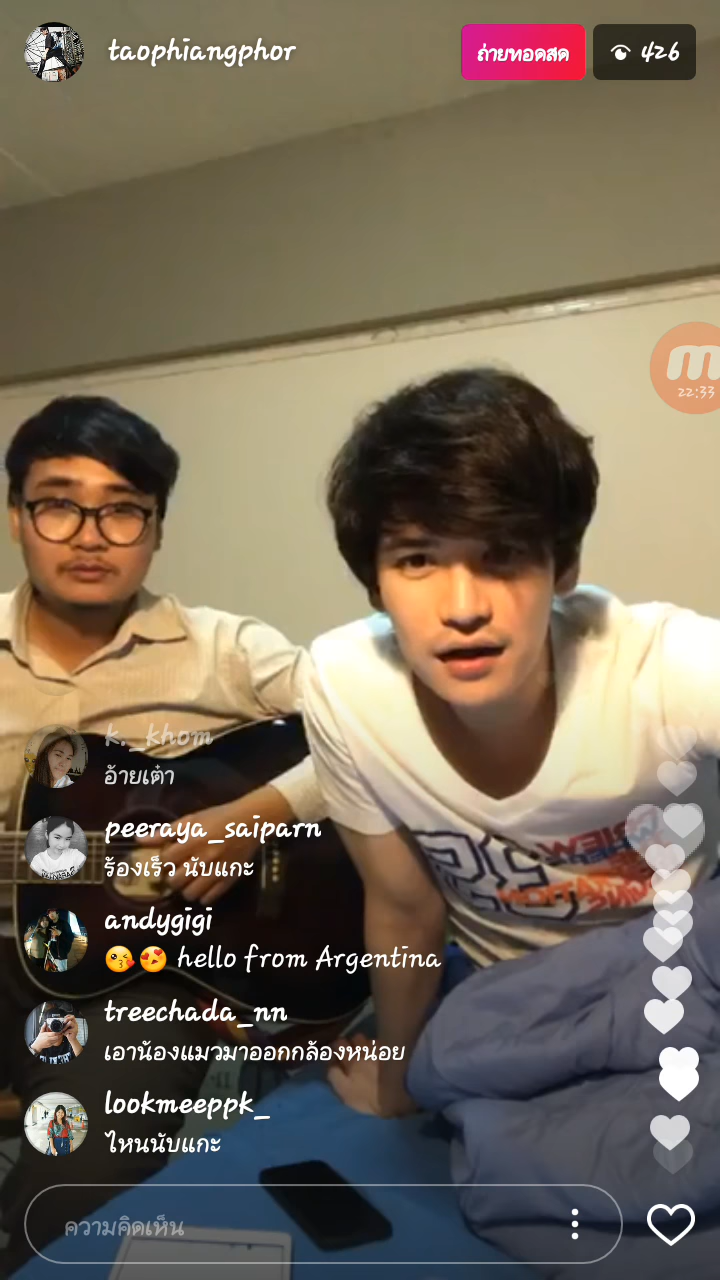 taophiangphor
ถ่ายทอดสด
426
22:33
k._khom
อ้ายเต๋า
peeraya_saiparn
ร้องเร็ว นับแกะ
andygigi
😘😍 hello from Argentina
treechada_nn
เอาน้องแมวมาออกกล้องหน่อย
lookmeeppk_
ไหนนับแกะ
ความคิดเห็น